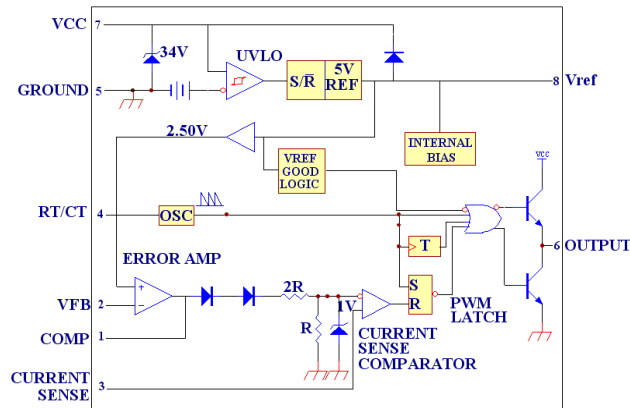 VCC 7
34V
UVLO
S/R̅
5V
REF
GROUND 5
8 Vref
2.50V
INTERNAL
BIAS
VREF
GOOD
LOGIC
vcc
RT/CT 4
OSC
T
6 OUTPUT
ERROR AMP
+
−
VFB 2
2R
1V
S
R
PWM
LATCH
R
COMP 1
CURRENT
SENSE
COMPARATOR
CURRENT
SENSE 3